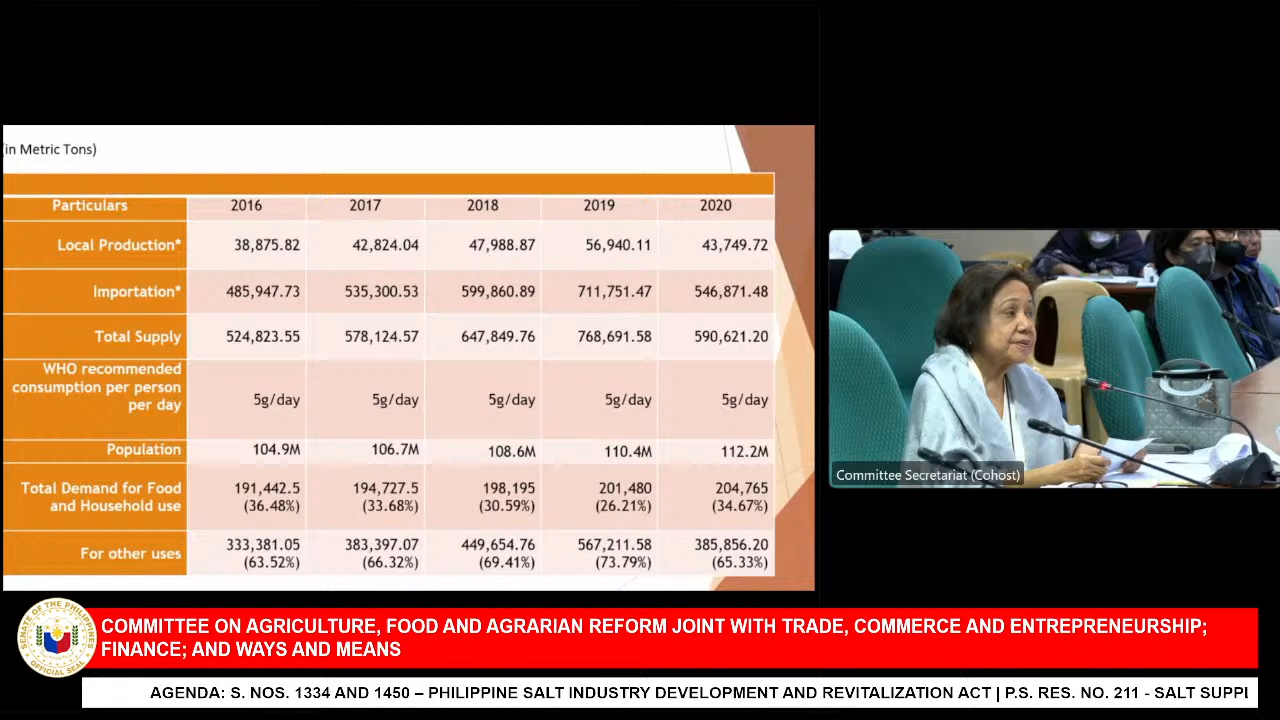 (in Metric Tons)
Particulars 2016 2017 2018 2019 2020
Local Production* 38,875.82 42,824.04 47,988.87 56,940.11 43,749.72
Importation* 485,947.73 535,300.53 599,860.89 711,751.47 546,871.48
Total Supply 524,823.55 578,124.57 647,849.76 768,691.58 590,621.20
WHO recommended
consumption per person
per day
5g/day 5g/day 5g/day 5g/day 5g/day
Population 104.9M 106.7M 108.6M 110.4M 112.2M
Total Demand for Food
and Household use
191,442.5 194,727.5 198,195 201,480 204,765
(36.48%) (33.68%) (30.59%) (26.21%) (34.67%)
For other uses
333,381.05 383,397.07 449,654.76 567,211.58 385,856.20
(63.52%) (66.32%) (69.41%) (73.79%) (65.33%)
Committee Secretariat (Cohost)
SENATE OF THE PHILIPPINES
OFFICIAL SEAL
COMMITTEE ON AGRICULTURE, FOOD AND AGRARIAN REFORM JOINT WITH TRADE, COMMERCE AND ENTREPRENEURSHIP;
FINANCE; AND WAYS AND MEANS
AGENDA: S. NOS. 1334 AND 1450 – PHILIPPINE SALT INDUSTRY DEVELOPMENT AND REVITALIZATION ACT | P.S. RES. NO. 211 - SALT SUPPL